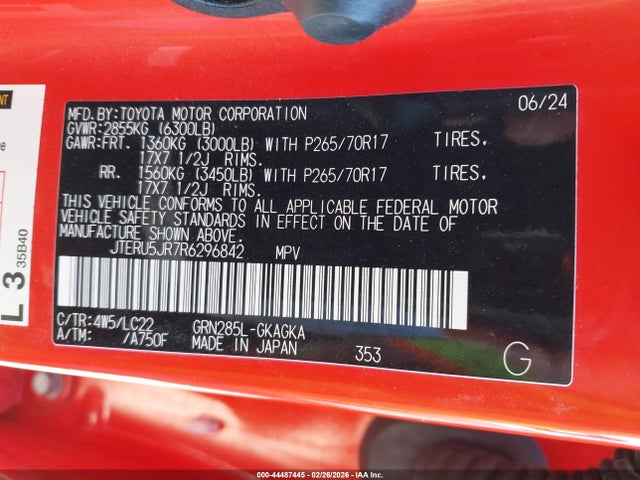 MFD.BY:TOYOTA MOTOR CORPORATION 06/24
GVWR:2855KG (6300LB)
GAWR:FRT. 1360KG (3000LB) WITH P265/70R17 TIRES,
17X7 1/2J RIMS.
RR. 1560KG (3450LB) WITH P265/70R17 TIRES,
17X7 1/2J RIMS.
THIS VEHICLE CONFORMS TO ALL APPLICABLE FEDERAL MOTOR
VEHICLE SAFETY STANDARDS IN EFFECT ON THE DATE OF
MANUFACTURE SHOWN ABOVE.
JTERU5JR7R6296842 MPV
C/TR:4W5/LC22 GRN285L-GKAGKA
A/TM: /A750F MADE IN JAPAN 353 G
L 3
35B40
000-44487445 - 02/26/2026 - IAA, Inc.